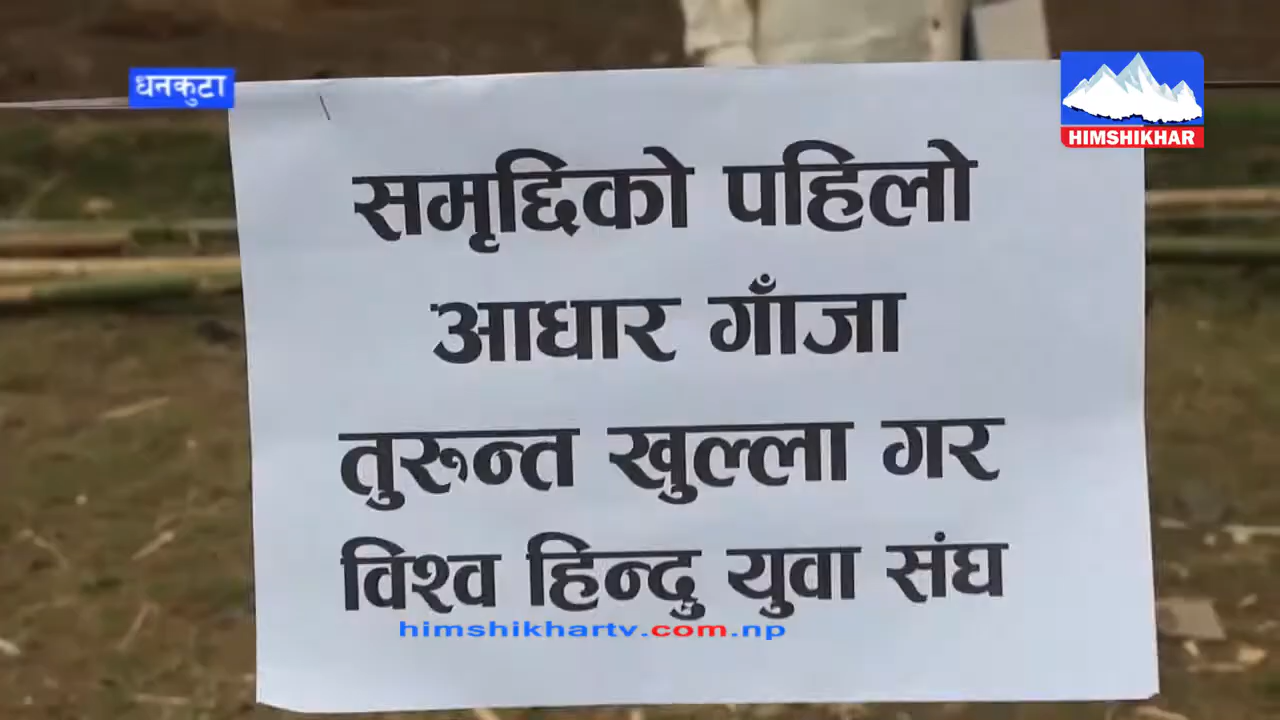 धनकुटा
HIMSHIKHAR
समृद्दिको पहिलो
आधार गाँजा
तुरुन्त खुल्ला गर
विश्व हिन्दु युवा संघ
himshikhartv.com.np